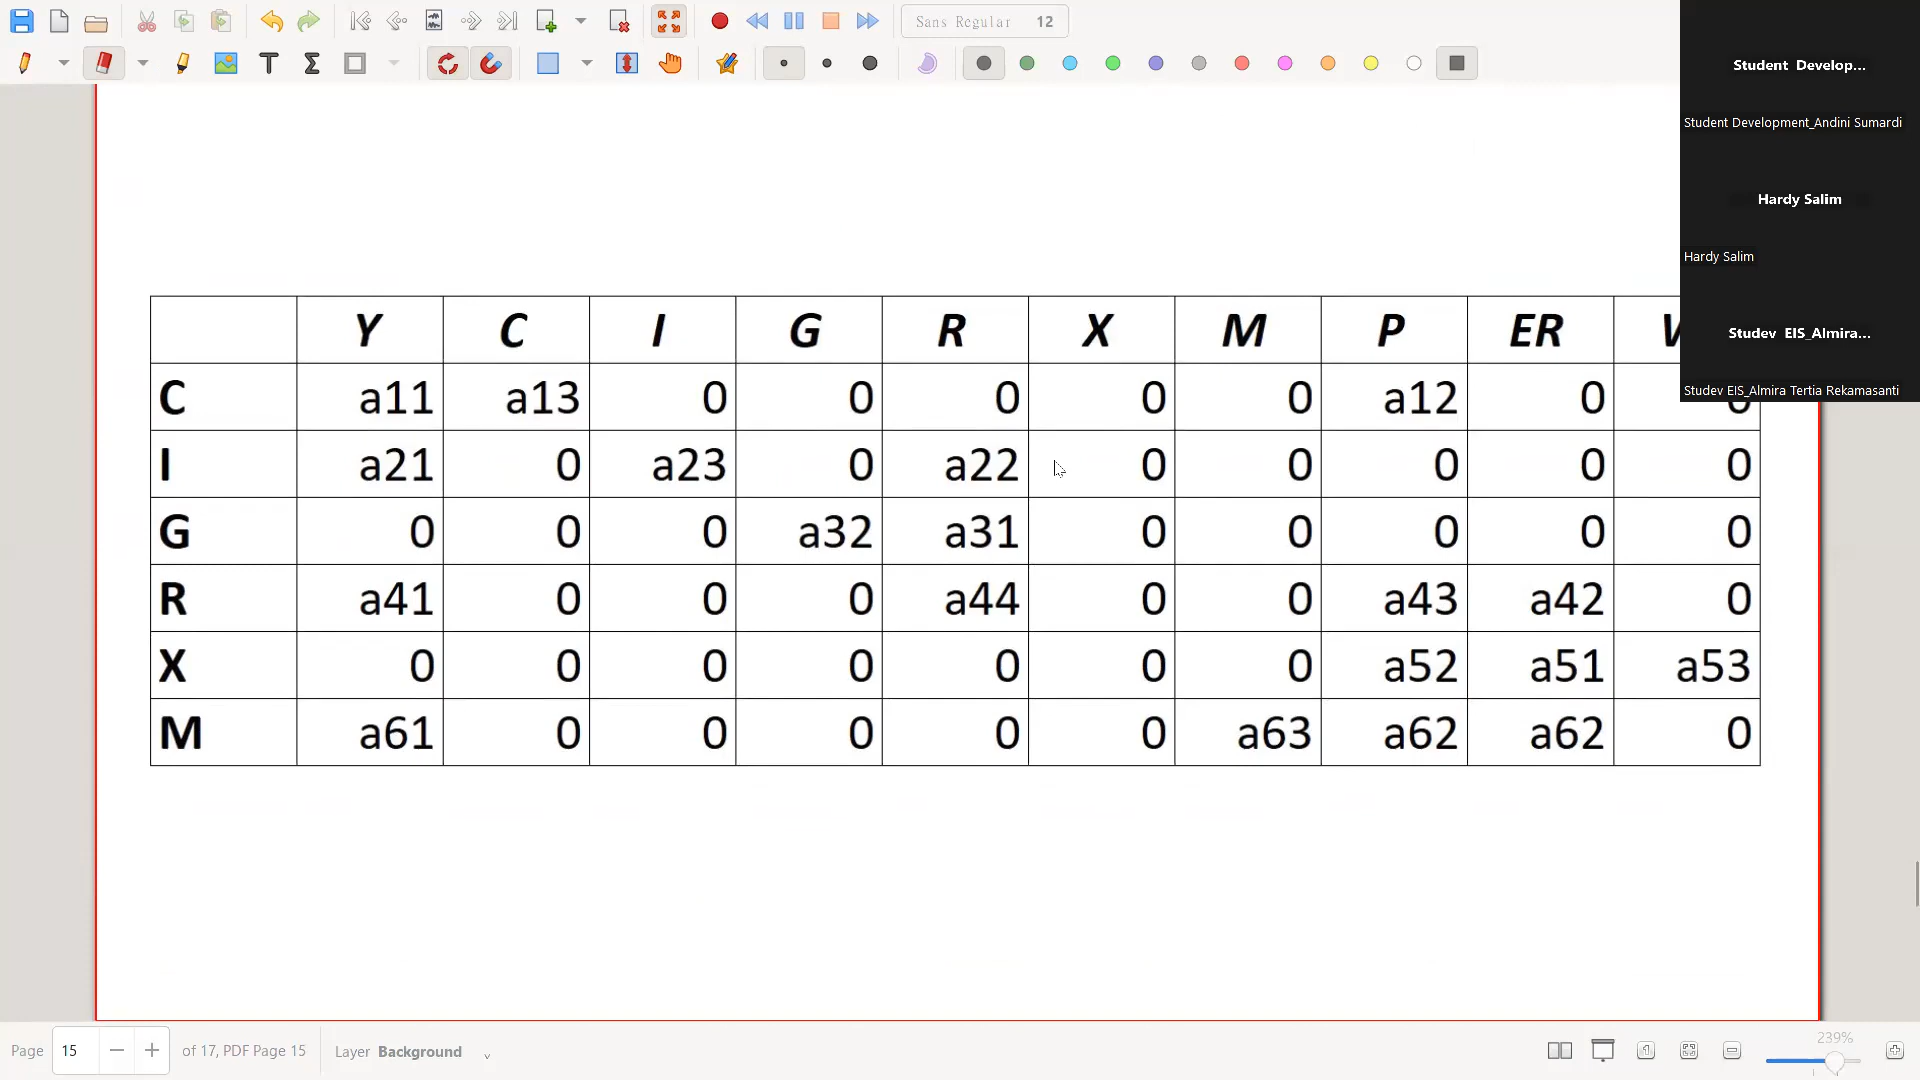 Sans Regular 12
Student Develop...
Student Development_Andini Sumardi
Hardy Salim
Hardy Salim
Studev EIS_Almira...
Studev EIS_Almira Tertia Rekamasanti
Y C I G R X M P ER
C a11 a13 0 0 0 0 0 a12 0 0
I a21 0 a23 0 a22 0 0 0 0 0
G 0 0 0 a32 a31 0 0 0 0 0
R a41 0 0 0 a44 0 0 a43 a42 0
X 0 0 0 0 0 0 0 a52 a51 a53
M a61 0 0 0 0 0 a63 a62 a62 0
Page 15 of 17, PDF Page 15 Layer Background 239%